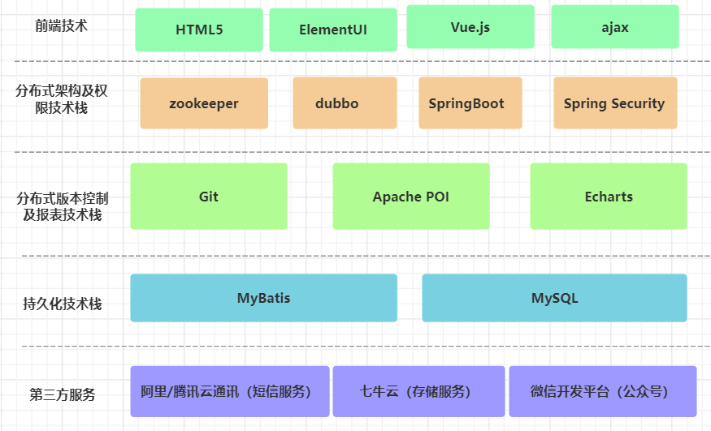 前端技术
HTML5
ElementUI
Vue.js
ajax
分布式架构及权
限技术栈
zookeeper
dubbo
SpringBoot
Spring Security
分布式版本控制
及报表技术栈
Git
Apache POI
Echarts
持久化技术栈
MyBatis
MySQL
第三方服务
阿里/腾讯云通讯（短信服务）
七牛云（存储服务）
微信开发平台（公众号）